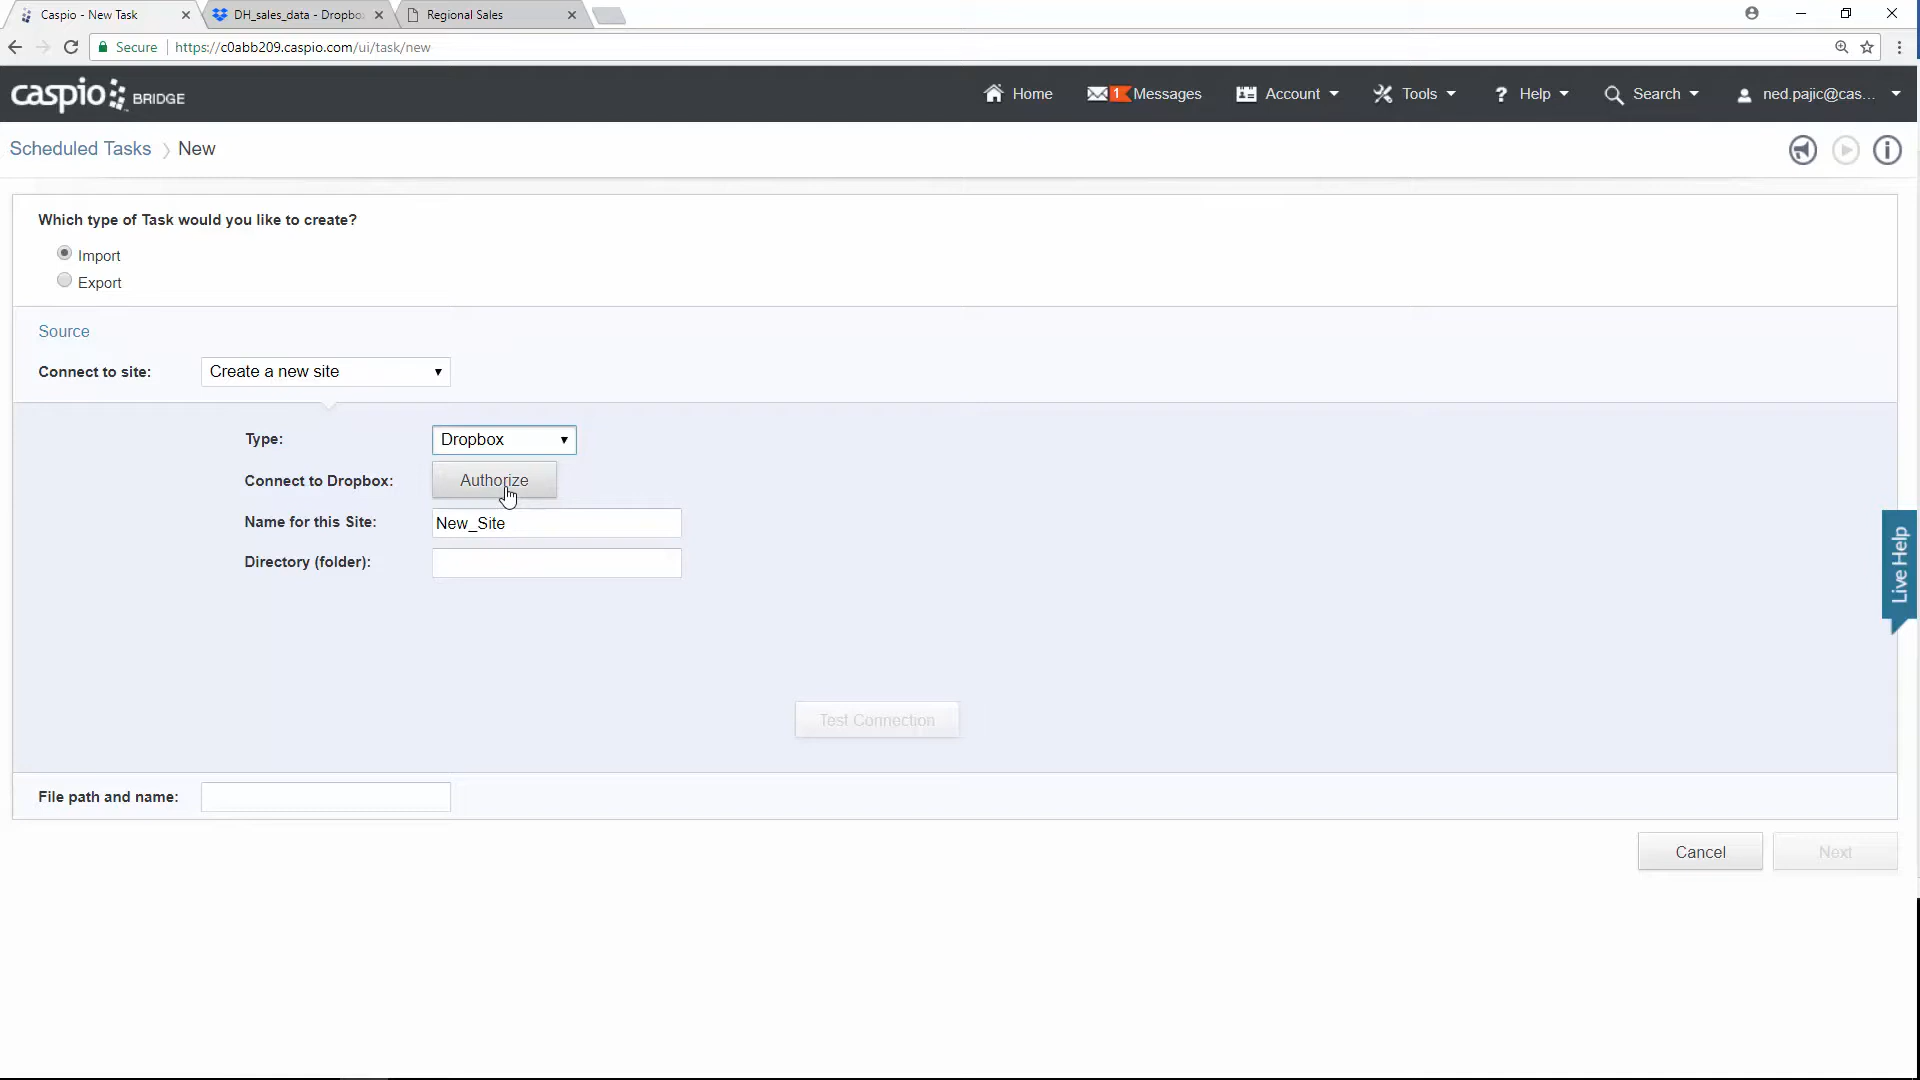 Caspio - New Task
DH_sales_data - Dropbo
Regional Sales
Secure
https://c0abb209.caspio.com/ui/task/new
caspio BRIDGE
Home
1 Messages
Account
Tools
? Help
Search
ned.pajic@cas...
Scheduled Tasks
New
Which type of Task would you like to create?
Import
Export
Source
Connect to site:
Create a new site
Type:
Dropbox
Connect to Dropbox:
Authorize
Name for this Site:
New_Site
Directory (folder):
Live Help
Test Connection
File path and name:
Cancel
Next